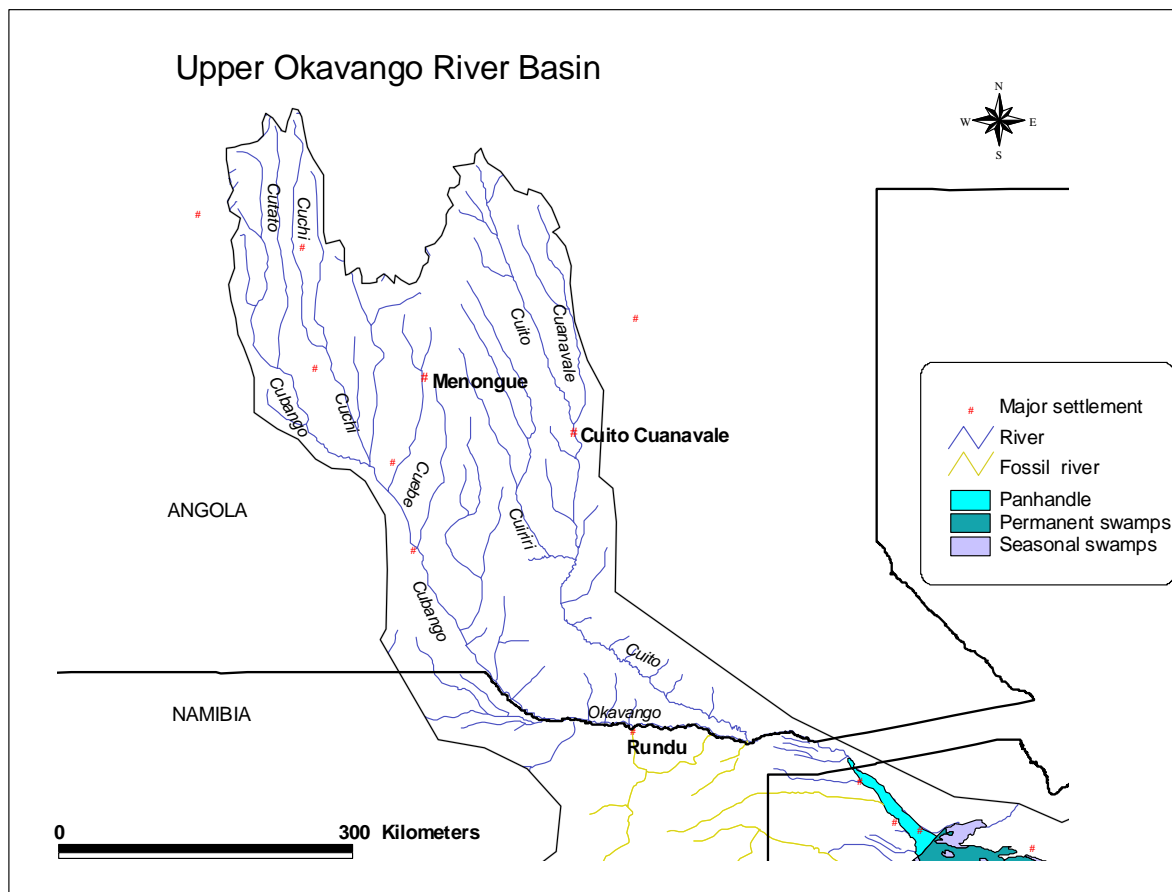 Upper Okavango River Basin
N
W
E
S
Cutato
Cuchi
Cuito
Cuanavale
Menongue
Cubango
Cuchi
Cuito Cuanavale
Cuebe
ANGOLA
Cuiriri
Cubango
Cuito
NAMIBIA
Okavango
Rundu
# Major settlement
River
Fossil river
Panhandle
Permanent swamps
Seasonal swamps
0 300 Kilometers